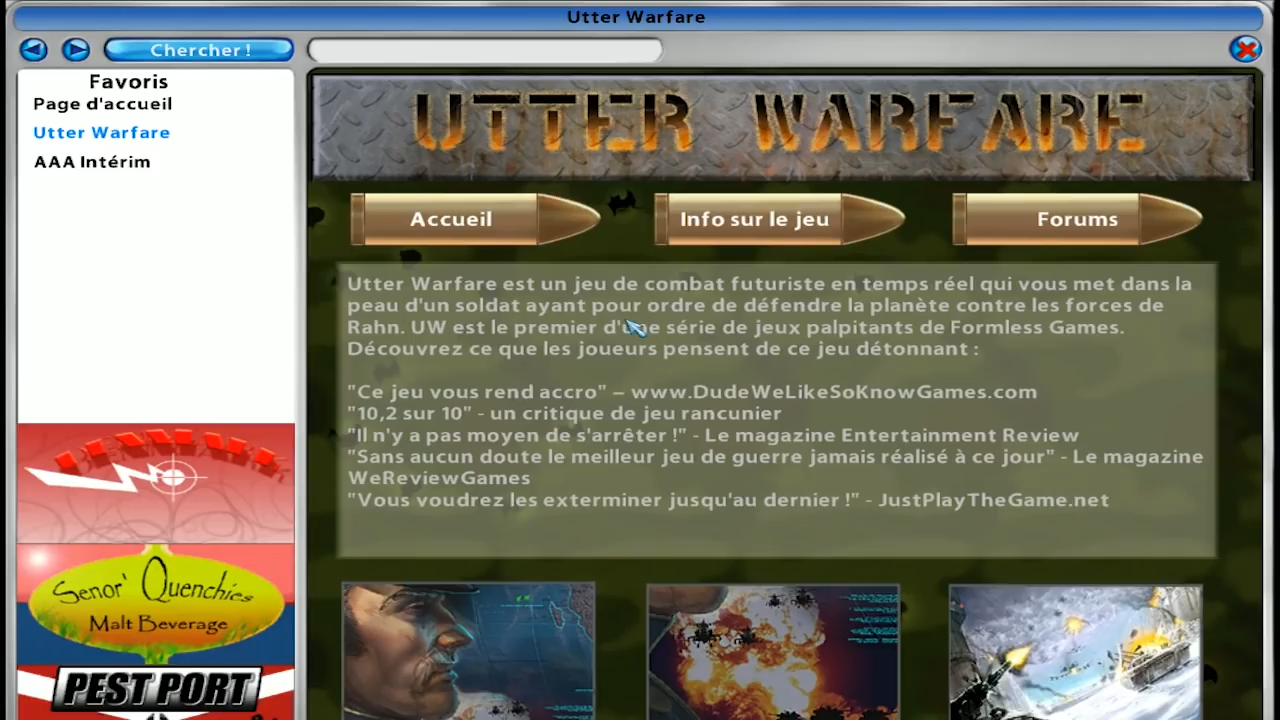 Utter Warfare
Chercher !
Favoris
Page d'accueil
Utter Warfare
AAA Intérim
UTTER WARFARE
Accueil
Info sur le jeu
Forums
Utter Warfare est un jeu de combat futuriste en temps réel qui vous met dans la
peau d'un soldat ayant pour ordre de défendre la planète contre les forces de
Rahn. UW est le premier d'une série de jeux palpitants de Formless Games.
Découvrez ce que les joueurs pensent de ce jeu détonnant :
"Ce jeu vous rend accro" – www.DudeWeLikeSoKnowGames.com
"10,2 sur 10" - un critique de jeu rancunier
"Il n'y a pas moyen de s'arrêter !" - Le magazine Entertainment Review
"Sans aucun doute le meilleur jeu de guerre jamais réalisé à ce jour" - Le magazine
WeReviewGames
"Vous voudrez les exterminer jusqu'au dernier !" - JustPlayTheGame.net
Senor' Quenchies
Malt Beverage
PEST PORT